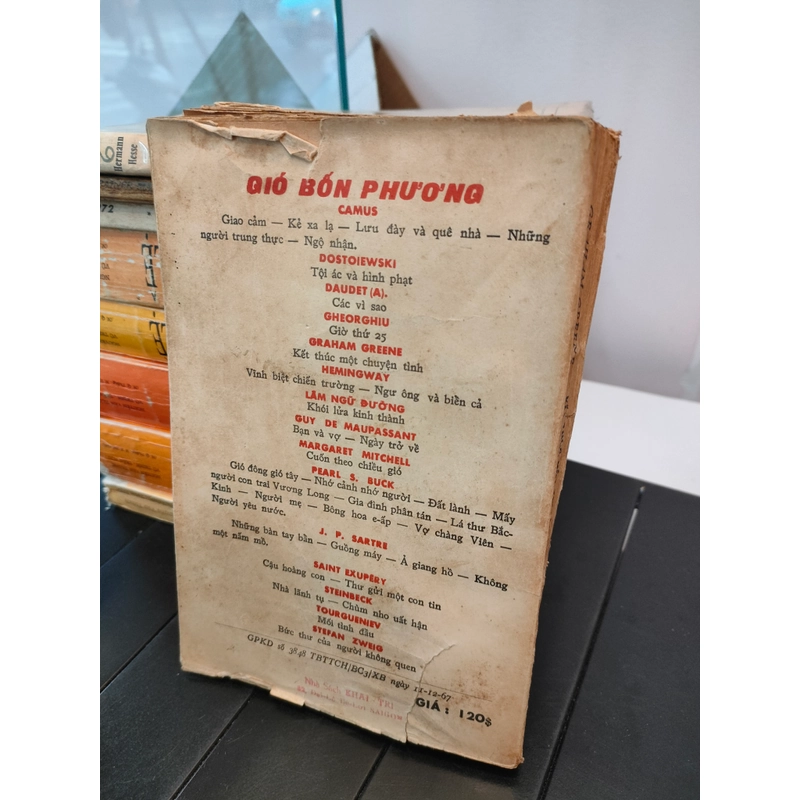 GIÓ BỐN PHƯƠNG
CAMUS
Giao cảm — Kẻ xa lạ — Lưu đày và quê nhà — Những
người trung thực — Ngộ nhận.
DOSTOIEWSKI
Tội ác và hình phạt
DAUDET (A).
Các vì sao
GHEORGHIU
Giờ thứ 25
GRAHAM GREENE
Kết thúc một chuyện tình
HEMINGWAY
Vĩnh biệt chiến trường — Ngư ông và biển cả
LÂM NGỮ ĐƯỜNG
Khói lửa kinh thành
GUY DE MAUPASSANT
Bạn và vợ — Ngày trở về
MARGARET MITCHELL
Cuốn theo chiều gió
PEARL S. BUCK
Gió đông gió tây — Nhớ cảnh nhớ người — Đất lành — Mấy
người con trai Vương Long — Gia đình phân tán — Lá thư Bắc-
Kinh — Người mẹ — Bông hoa e-ấp — Vợ chàng Viên —
Người yêu nước.
J. P. SARTRE
Những bàn tay bần — Guồng máy — Ả giang hồ — Không
một nấm mồ.
SAINT EXUPÉRY
Cậu hoàng con — Thư gửi một con tin
STEINBECK
Nhà lãnh tụ — Chùm nho uất hận
TOURGUENIEV
Mối tình đầu
STEFAN ZWEIG
Bức thư của người không quen
GPKD số 3848 TBTTCH/BC3/XB ngày 11-12-67
Nhà sách KHAI-TRÍ
SAIGON
GIÁ : 120$
Hermann
Hesse
72